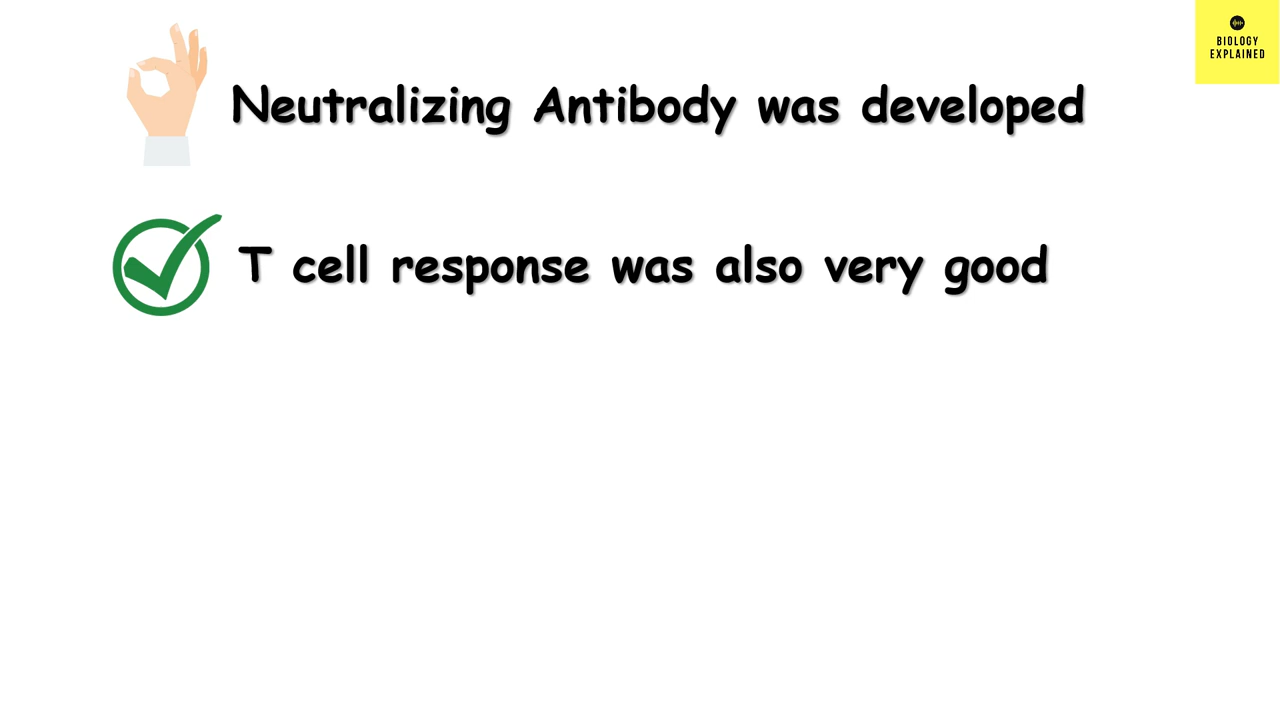 BIOLOGY
EXPLAINED
Neutralizing Antibody was developed
T cell response was also very good